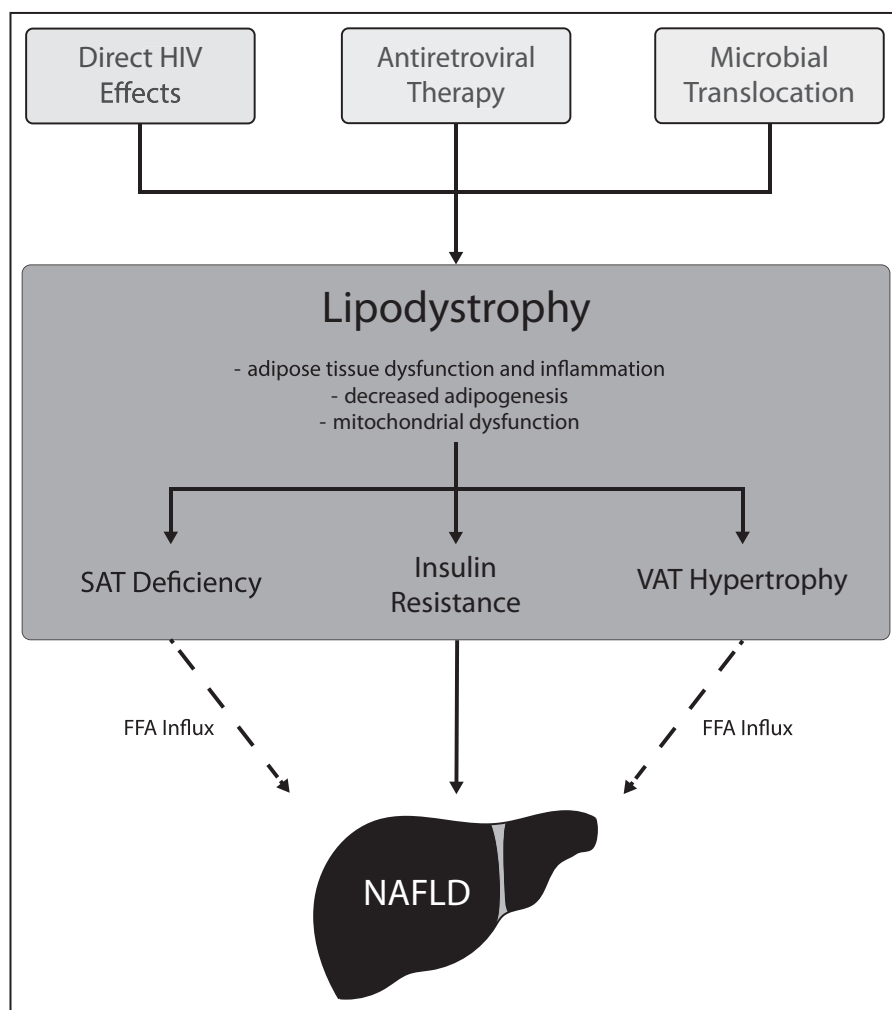 Direct HIV
Effects
Antiretroviral
Therapy
Microbial
Translocation
Lipodystrophy
- adipose tissue dysfunction and inflammation
- decreased adipogenesis
- mitochondrial dysfunction
SAT Deficiency
Insulin
Resistance
VAT Hypertrophy
FFA Influx
FFA Influx
NAFLD